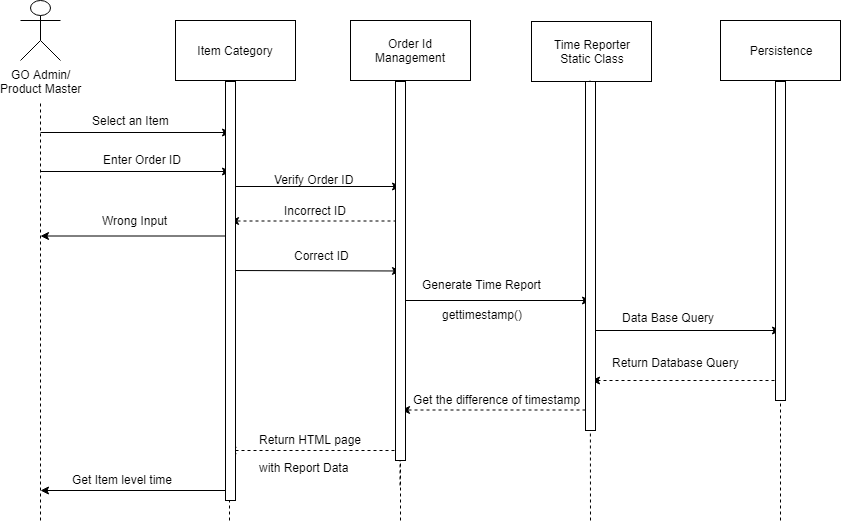 Item Category
Order Id
Management
Time Reporter
Static Class
Persistence
GO Admin/
Product Master
Select an Item
Enter Order ID
Verify Order ID
Incorrect ID
Wrong Input
Correct ID
Generate Time Report
gettimestamp()
Data Base Query
Return Database Query
Get the difference of timestamp
Return HTML page
with Report Data
Get Item level time